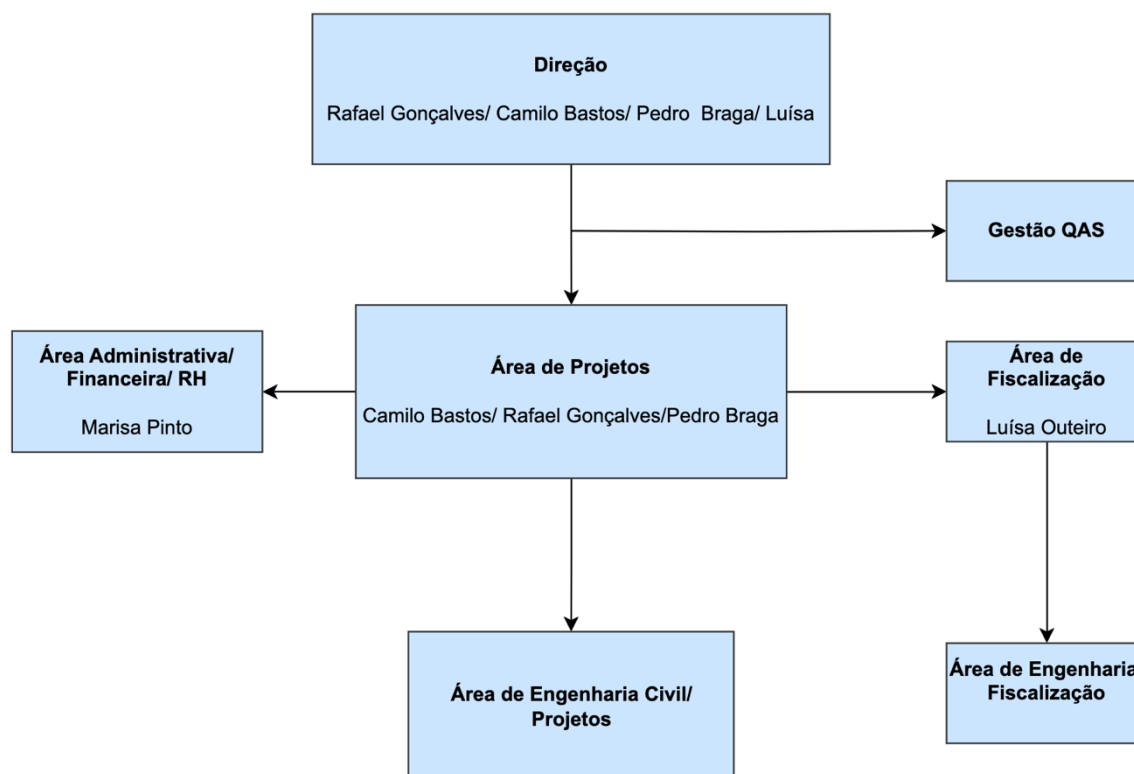 Direção
Rafael Gonçalves/ Camilo Bastos/ Pedro Braga/ Luísa
Gestão QAS
Área Administrativa/
Financeira/ RH
Marisa Pinto
Área de Projetos
Camilo Bastos/ Rafael Gonçalves/Pedro Braga
Área de
Fiscalização
Luísa Outeiro
Área de Engenharia Civil/
Projetos
Área de Engenharia
Fiscalização